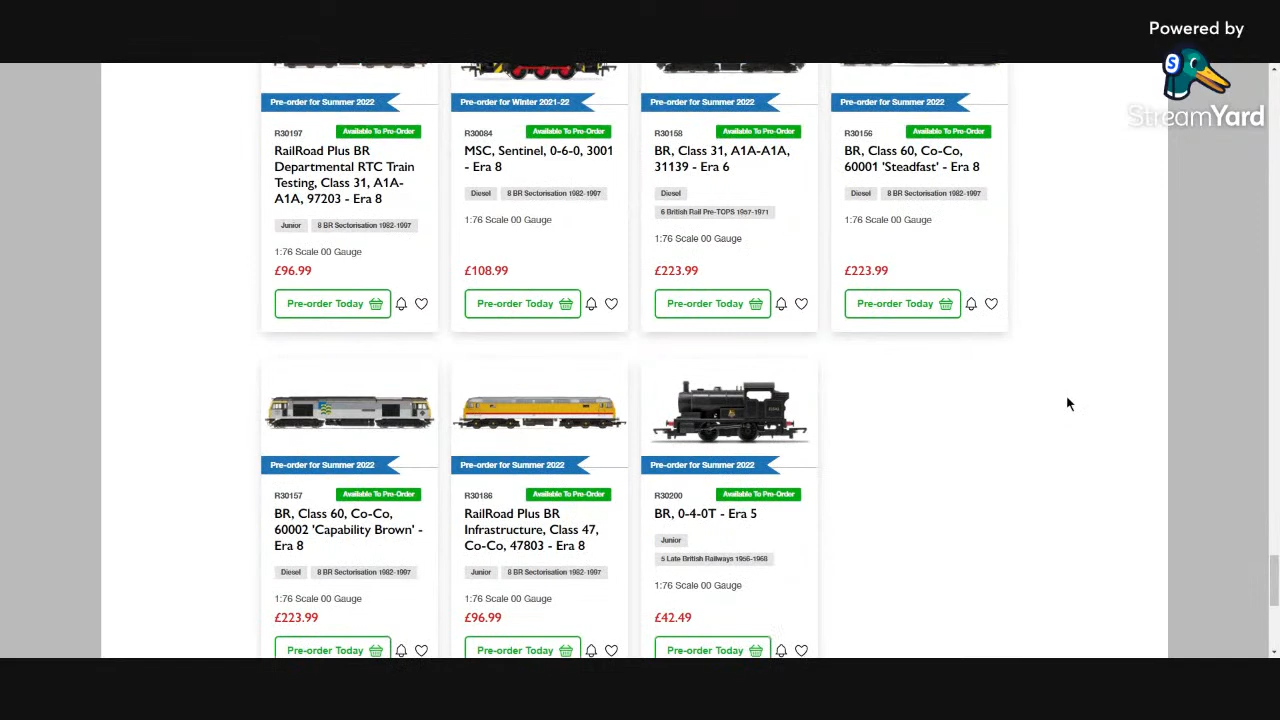 Powered by
StreamYard
Pre-order for Summer 2022
R30197
Available To Pre-Order
RailRoad Plus BR
Departmental RTC Train
Testing, Class 31, A1A-
A1A, 97203 - Era 8
Junior
8 BR Sectorisation 1982-1997
1:76 Scale 00 Gauge
£96.99
Pre-order Today
Pre-order for Winter 2021-22
R30084
Available To Pre-Order
MSC, Sentinel, 0-6-0, 3001
- Era 8
Diesel
8 BR Sectorisation 1982-1997
1:76 Scale 00 Gauge
£108.99
Pre-order Today
Pre-order for Summer 2022
R30158
Available To Pre-Order
BR, Class 31, A1A-A1A,
31139 - Era 6
Diesel
6 British Rail Pre-TOPS 1957-1971
1:76 Scale 00 Gauge
£223.99
Pre-order Today
Pre-order for Summer 2022
R30156
Available To Pre-Order
BR, Class 60, Co-Co,
60001 'Steadfast' - Era 8
Diesel
8 BR Sectorisation 1982-1997
1:76 Scale 00 Gauge
£223.99
Pre-order Today
Pre-order for Summer 2022
R30157
Available To Pre-Order
BR, Class 60, Co-Co,
60002 'Capability Brown' -
Era 8
Diesel
8 BR Sectorisation 1982-1997
1:76 Scale 00 Gauge
£223.99
Pre-order Today
Pre-order for Summer 2022
R30186
Available To Pre-Order
RailRoad Plus BR
Infrastructure, Class 47,
Co-Co, 47803 - Era 8
Junior
8 BR Sectorisation 1982-1997
1:76 Scale 00 Gauge
£96.99
Pre-order Today
Pre-order for Summer 2022
R30200
Available To Pre-Order
BR, 0-4-0T - Era 5
Junior
5 Late British Railways 1956-1968
1:76 Scale 00 Gauge
£42.49
Pre-order Today